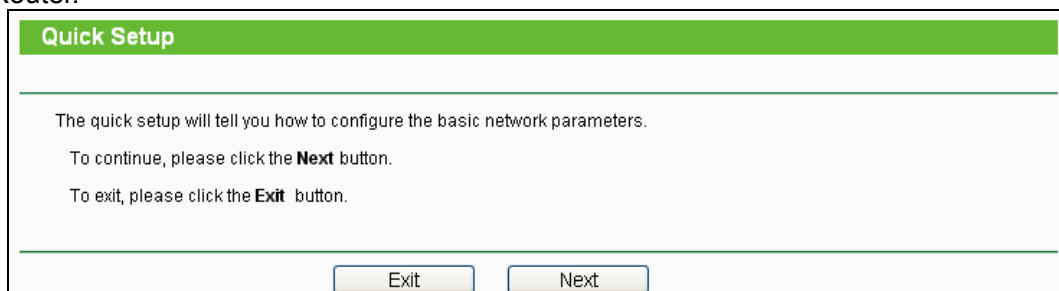 Router.
Quick Setup
The quick setup will tell you how to configure the basic network parameters.
To continue, please click the Next button.
To exit, please click the Exit button.
Exit Next